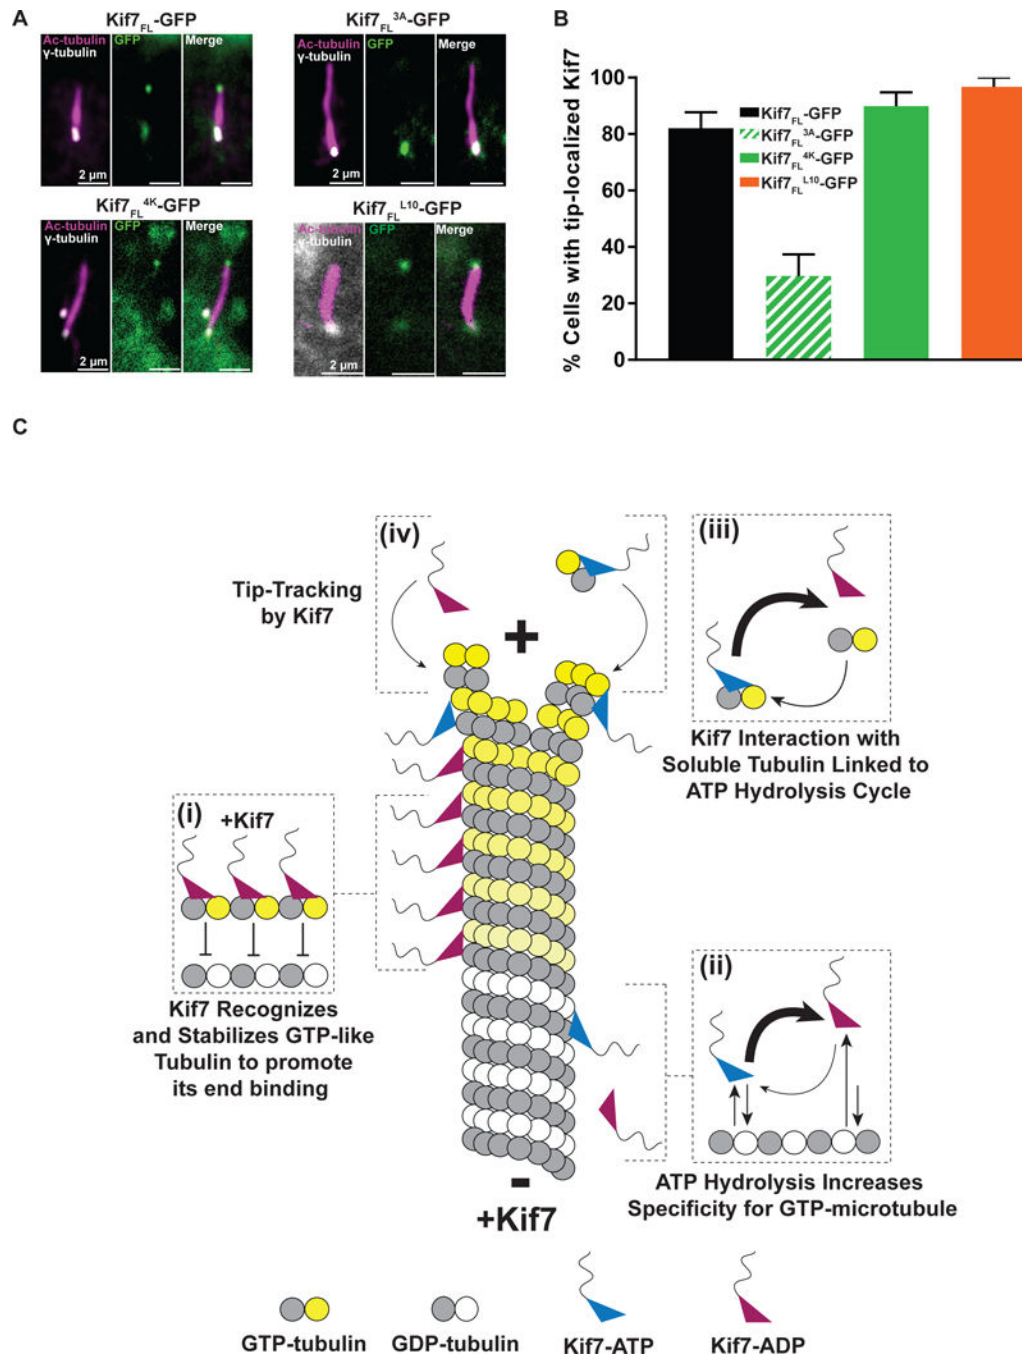 A
Kif7FL-GFP
Ac-tubulin
γ-tubulin
GFP
Merge
2 μm
Kif7FL3A-GFP
Ac-tubulin
γ-tubulin
GFP
Merge
2 μm
Kif7FL4K-GFP
Ac-tubulin
γ-tubulin
GFP
Merge
2 μm
Kif7FLL10-GFP
Ac-tubulin
γ-tubulin
GFP
Merge
2 μm
B
% Cells with tip-localized Kif7
100
80
60
40
20
0
Kif7FL-GFP
Kif7FL3A-GFP
Kif7FL4K-GFP
Kif7FLL10-GFP
C
(iv)
Tip-Tracking
by Kif7
+
(iii)
Kif7 Interaction with
Soluble Tubulin Linked to
ATP Hydrolysis Cycle
(i)
+Kif7
Kif7 Recognizes
and Stabilizes GTP-like
Tubulin to promote
its end binding
(ii)
ATP Hydrolysis Increases
Specificity for GTP-microtubule
-
+Kif7
GTP-tubulin
GDP-tubulin
Kif7-ATP
Kif7-ADP